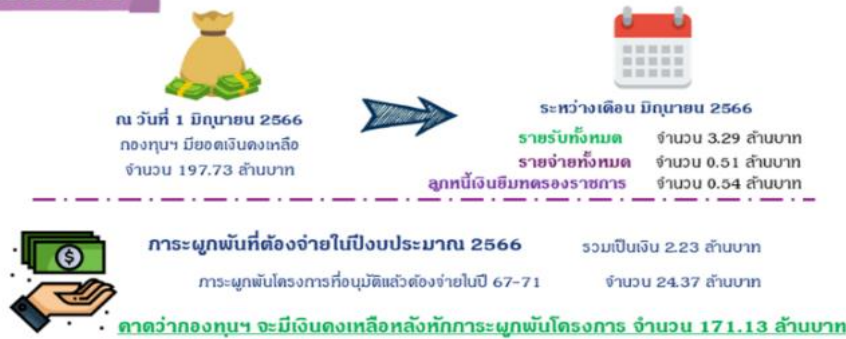 ณ วันที่ 1 มิถุนายน 2566
กองทุนฯ มียอดเงินคงเหลือ
จำนวน 197.73 ล้านบาท
ระหว่างเดือน มิถุนายน 2566
รายรับทั้งหมด จำนวน 3.29 ล้านบาท
รายจ่ายทั้งหมด จำนวน 0.51 ล้านบาท
ลูกหนี้เงินยืมทดรองราชการ จำนวน 0.54 ล้านบาท
ภาระผูกพันที่ต้องจ่ายในปีงบประมาณ 2566 รวมเป็นเงิน 2.23 ล้านบาท
ภาระผูกพันโครงการที่อนุมัติแล้วต้องจ่ายในปี 67-71 จำนวน 24.37 ล้านบาท
คาดว่ากองทุนฯ จะมีเงินคงเหลือหลังหักภาระผูกพันโครงการ จำนวน 171.13 ล้านบาท